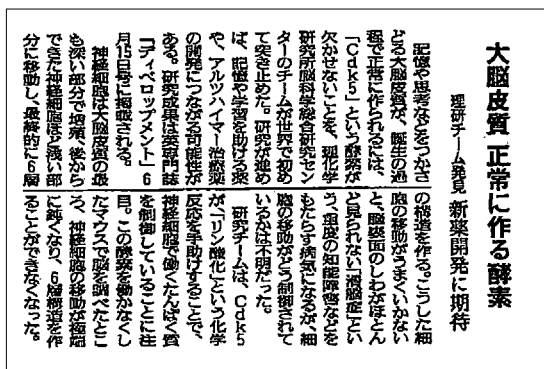 大脳皮質 正常に作る酵素
理研チーム発見 新薬開発に期待
記憶や思考などをつかさ
どる大脳皮質が、誕生の過
程で正常に作られるには、
「Cdk5」という酵素が
欠かせないことを、理化学
研究所脳科学総合研究セン
ターのチームが世界で初め
て突き止めた。研究が進め
ば、記憶や学習を助ける薬
や、アルツハイマー治療薬
の開発につながる可能性が
ある。研究成果は英専門誌
「ディベロップメント」6
月15日号に掲載される。
神経細胞は大脳皮質の最
も深い部分で増殖、後から
できた神経細胞ほど浅い部
分に移動し、最終的に6層
の構造を作る。こうした細
胞の移動がうまくいかない
と、脳表面のしわがほとん
ど見られない「滑脳症」とい
う、重度の知能障害などを
もたらす病気になるが、細
胞の移動がどう制御されて
いるかは不明だった。
研究チームは、Cdk5
が、「リン酸化」という化学
反応を手助けすることで、
神経細胞で働くたんぱく質
を制御していることに注
目。この酵素を働かなくし
たマウスで脳を調べたとこ
ろ、神経細胞の移動が極端
に鈍くなり、6層構造を作
ることができなくなった。